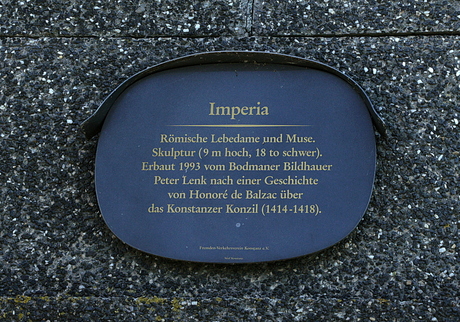 Imperia
Römische Lebedame und Muse.
Skulptur (9 m hoch, 18 to schwer).
Erbaut 1993 vom Bodmaner Bildhauer
Peter Lenk nach einer Geschichte
von Honoré de Balzac über
das Konstanzer Konzil (1414-1418).